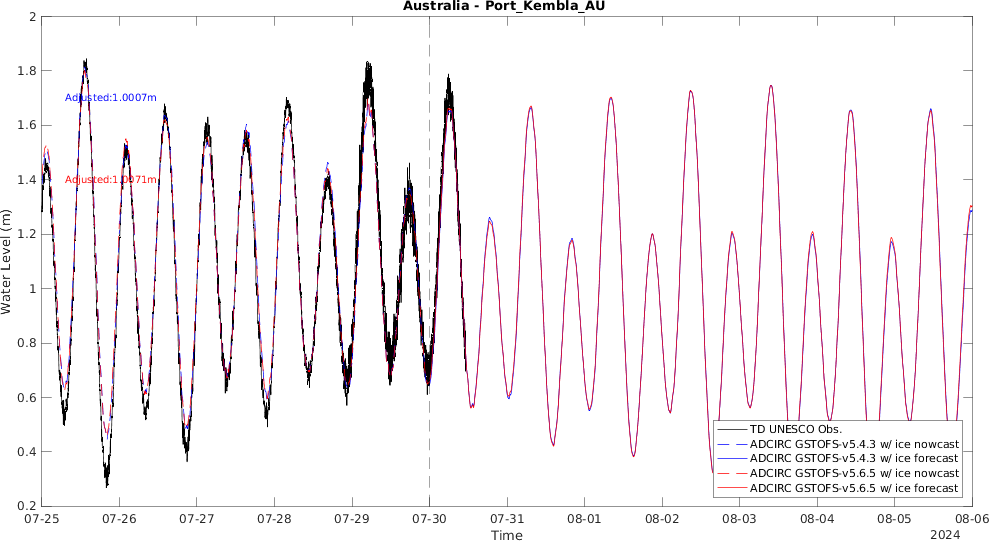 Australia - Port_Kembla_AU
2
1.8
1.6
1.4
1.2
1
0.8
0.6
0.4
0.2
Water Level (m)
Adjusted:1.0007m
Adjusted:1.0071m
TD UNESCO Obs.
ADCIRC GSTOFS-v5.4.3 w/ ice nowcast
ADCIRC GSTOFS-v5.4.3 w/ ice forecast
ADCIRC GSTOFS-v5.6.5 w/ ice nowcast
ADCIRC GSTOFS-v5.6.5 w/ ice forecast
07-25 07-26 07-27 07-28 07-29 07-30 07-31 08-01 08-02 08-03 08-04 08-05 08-06
Time
2024